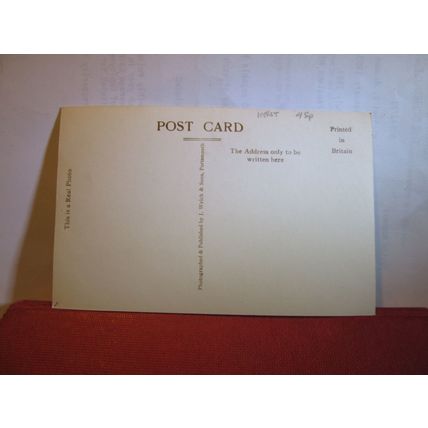 45p
POST CARD
Printed
in
Britain
The Address only to be
written here
This is a Real Photo
Photographed & Published by J. Welch & Sons, Portsmouth